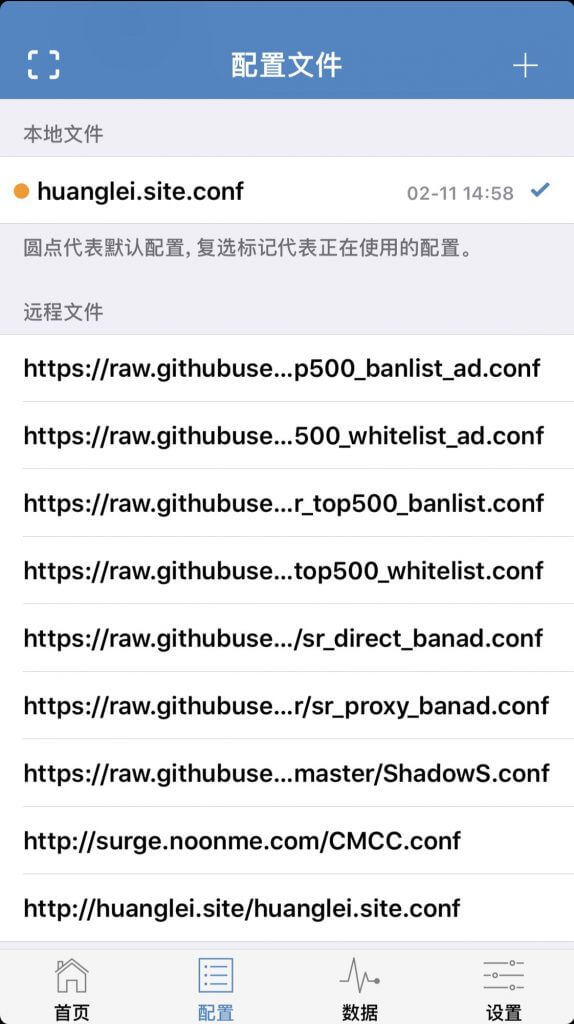 配置文件
本地文件
huanglei.site.conf 02-11 14:58
圆点代表默认配置, 复选标记代表正在使用的配置。
远程文件
https://raw.githubuse...p500_banlist_ad.conf
https://raw.githubuse...500_whitelist_ad.conf
https://raw.githubuse...r_top500_banlist.conf
https://raw.githubuse...top500_whitelist.conf
https://raw.githubuse.../sr_direct_banad.conf
https://raw.githubuse...r/sr_proxy_banad.conf
https://raw.githubuse...master/ShadowS.conf
http://surge.noonme.com/CMCC.conf
http://huanglei.site/huanglei.site.conf
首页 配置 数据 设置